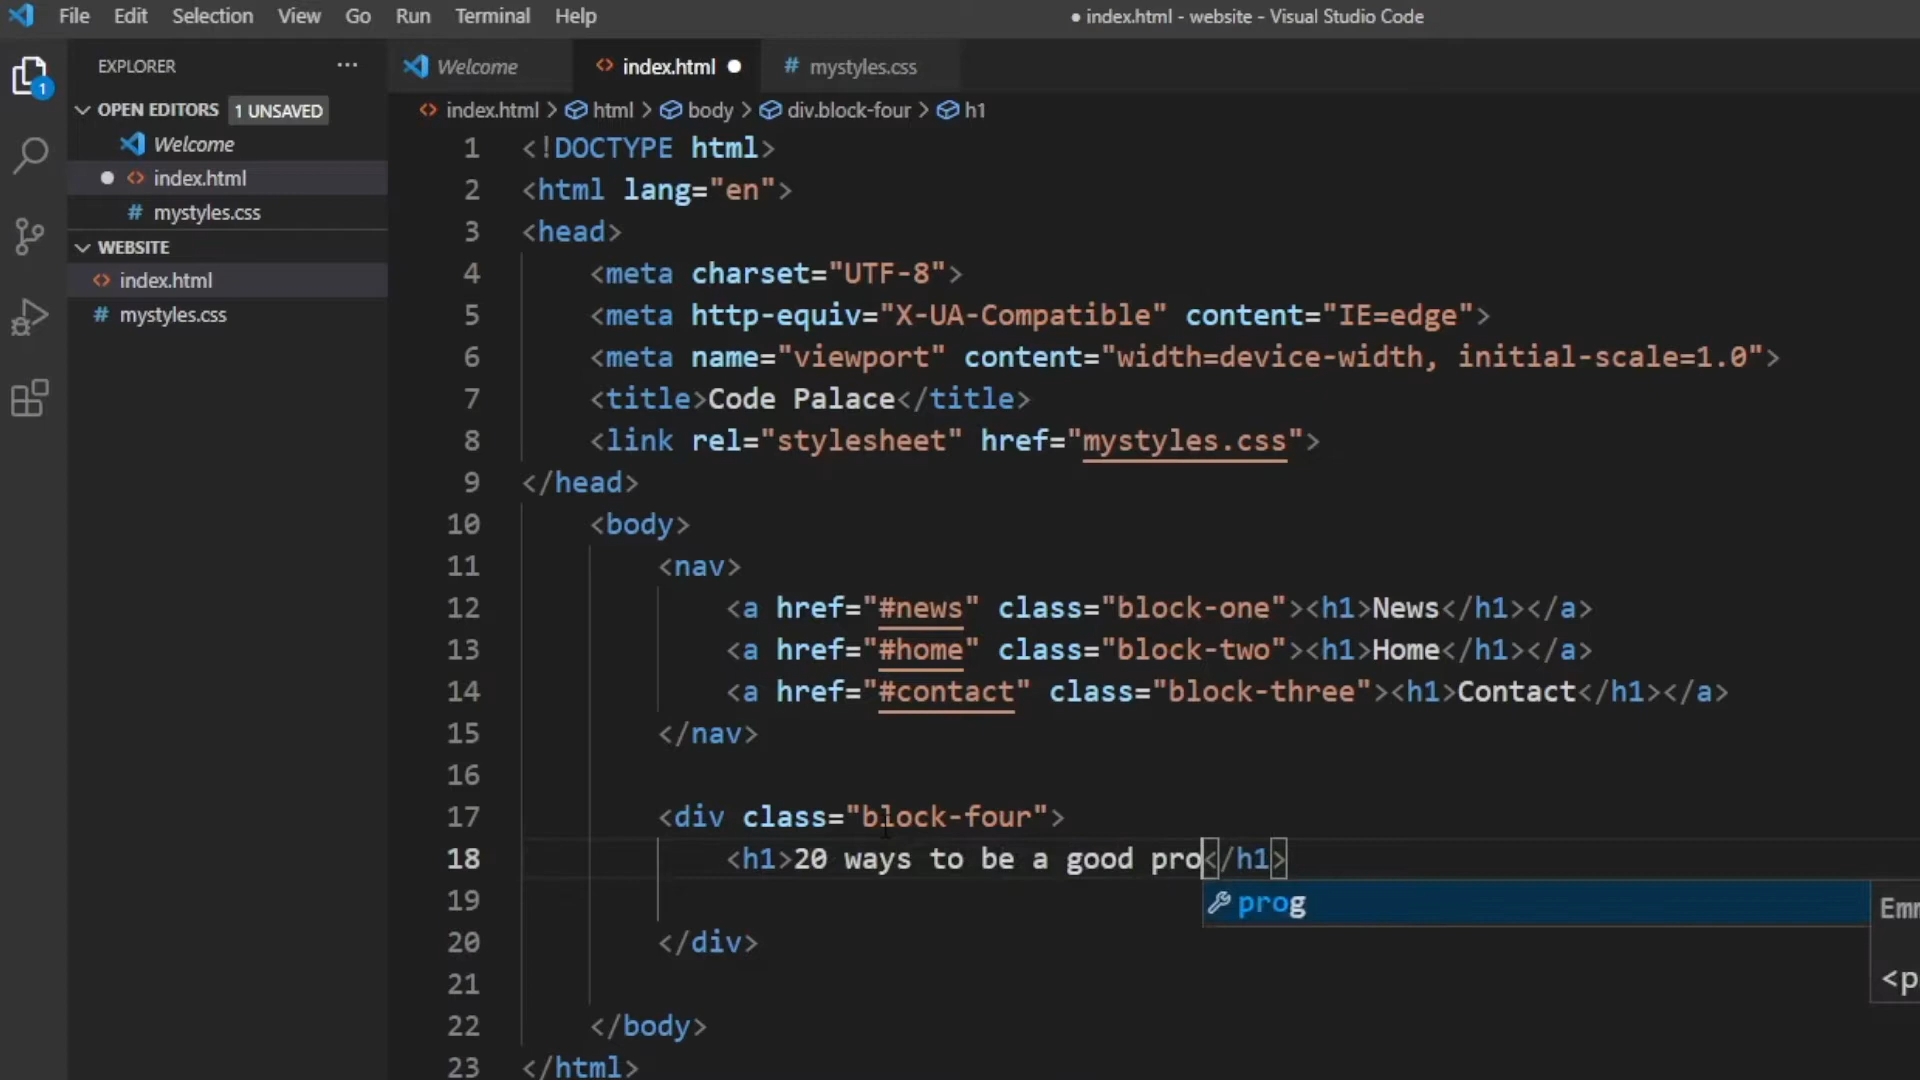 File Edit Selection View Go Run Terminal Help
● index.html - website - Visual Studio Code
EXPLORER ···
1
OPEN EDITORS 1 UNSAVED
Welcome
index.html
# mystyles.css
WEBSITE
index.html
# mystyles.css
Welcome
index.html
# mystyles.css
index.html > html > body > div.block-four > h1
1 <!DOCTYPE html>
2 <html lang="en">
3 <head>
4 <meta charset="UTF-8">
5 <meta http-equiv="X-UA-Compatible" content="IE=edge">
6 <meta name="viewport" content="width=device-width, initial-scale=1.0">
7 <title>Code Palace</title>
8 <link rel="stylesheet" href="mystyles.css">
9 </head>
10 <body>
11 <nav>
12 <a href="#news" class="block-one"><h1>News</h1></a>
13 <a href="#home" class="block-two"><h1>Home</h1></a>
14 <a href="#contact" class="block-three"><h1>Contact</h1></a>
15 </nav>
16
17 <div class="block-four">
18 <h1>20 ways to be a good pro</h1>
prog
19
20 </div>
21
22 </body>
23 </html>